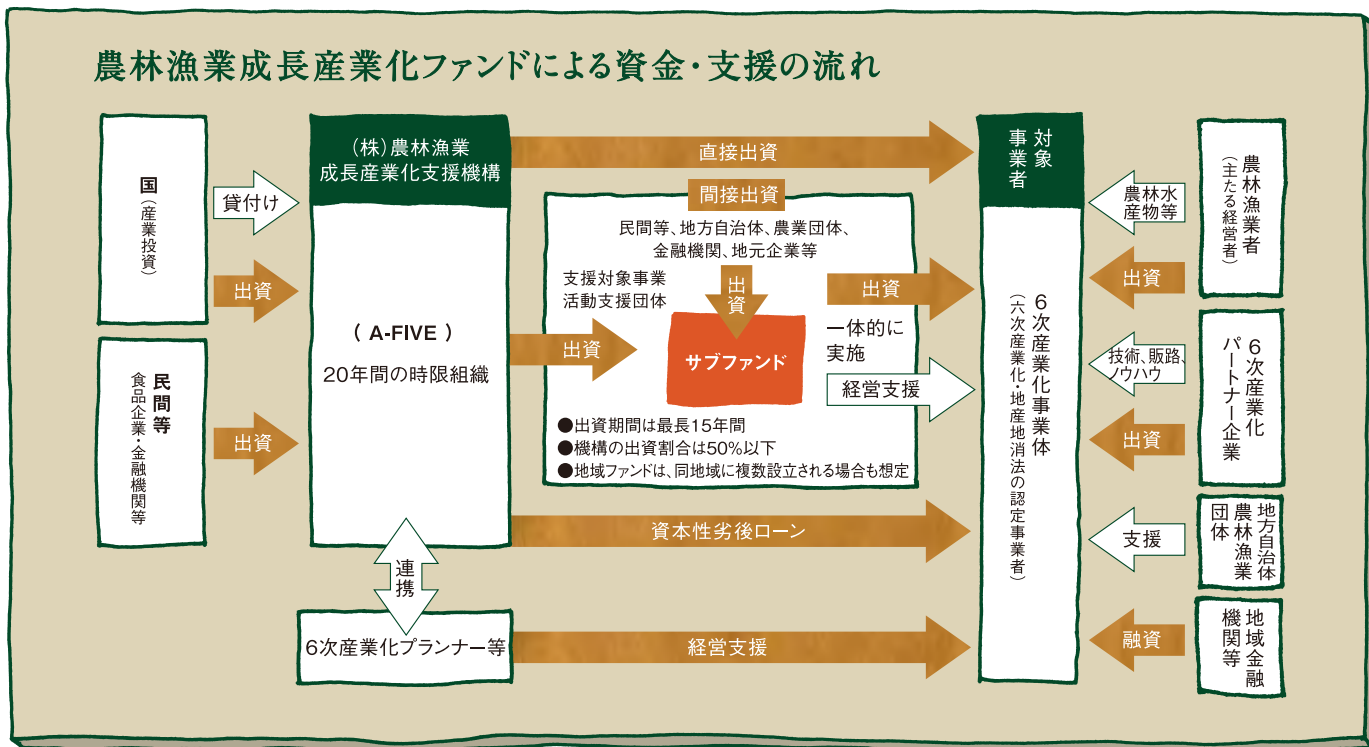 農林漁業成長産業化ファンドによる資金・支援の流れ
国(産業投資)
民間等
食品企業・金融機関等
貸付け
出資
出資
(株)農林漁業
成長産業化支援機構
( A-FIVE )
20年間の時限組織
連携
6次産業化プランナー等
直接出資
間接出資
民間等、地方自治体、農業団体、
金融機関、地元企業等
支援対象事業
活動支援団体
出資
出資
サブファンド
出資
一体的に
実施
経営支援
●出資期間は最長15年間
●機構の出資割合は50%以下
●地域ファンドは、同地域に複数設立される場合も想定
資本性劣後ローン
経営支援
対象
事業者
6次産業化事業体
(六次産業化・地産地消法の認定事業者)
農林水
産物等
出資
技術、販路、
ノウハウ
出資
支援
融資
農林漁業者
(主たる経営者)
6次産業化
パートナー企業
地方自治体
農林漁業
団体
地域金融
機関等